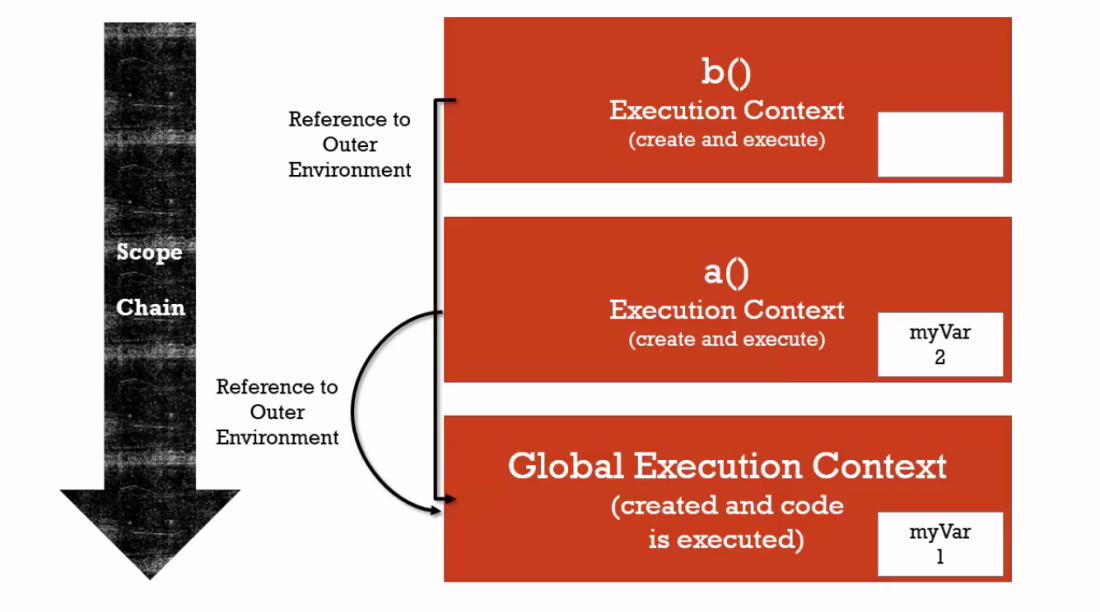 b()
Execution Context
(create and execute)
Reference to
Outer
Environment
Scope
Chain
a()
Execution Context
(create and execute)
myVar
2
Reference to
Outer
Environment
Global Execution Context
(created and code
is executed)
myVar
1